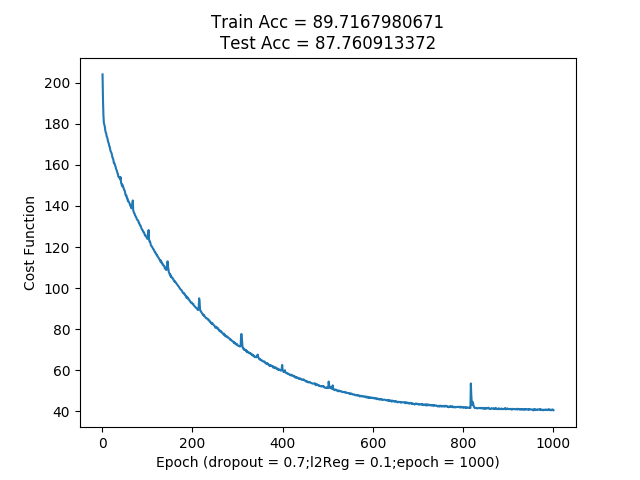 Train Acc = 89.7167980671
Test Acc = 87.760913372
200
180
160
140
120
100
80
60
40
Cost Function
0 200 400 600 800 1000
Epoch (dropout = 0.7;l2Reg = 0.1;epoch = 1000)